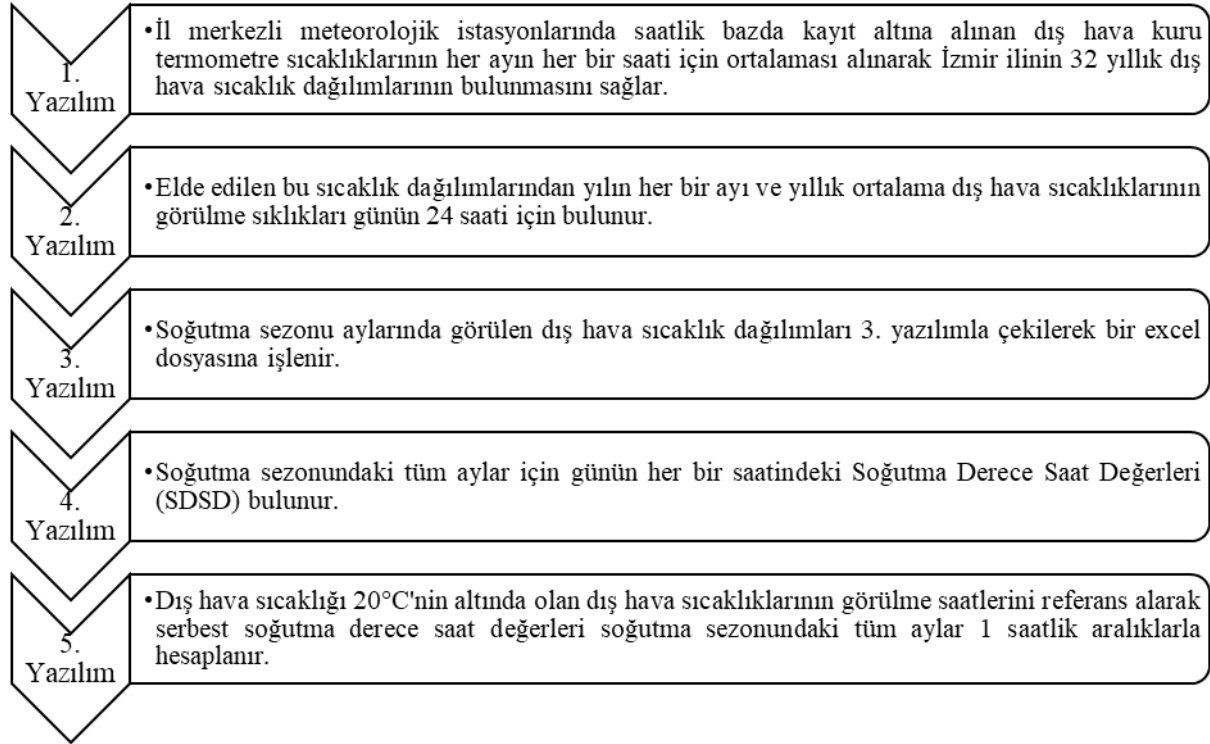 1.
Yazılım
•İl merkezli meteorolojik istasyonlarında saatlik bazda kayıt altına alınan dış hava kuru
termometre sıcaklıklarının her ayın her bir saati için ortalaması alınarak İzmir ilinin 32 yıllık dış
hava sıcaklık dağılımlarının bulunmasını sağlar.
2.
Yazılım
•Elde edilen bu sıcaklık dağılımlarından yılın her bir ayı ve yıllık ortalama dış hava sıcaklıklarının
görülme sıklıkları günün 24 saati için bulunur.
3.
Yazılım
•Soğutma sezonu aylarında görülen dış hava sıcaklık dağılımları 3. yazılımla çekilerek bir excel
dosyasına işlenir.
4.
Yazılım
•Soğutma sezonundaki tüm aylar için günün her bir saatindeki Soğutma Derece Saat Değerleri
(SDSD) bulunur.
5.
Yazılım
•Dış hava sıcaklığı 20°C'nin altında olan dış hava sıcaklıklarının görülme saatlerini referans alarak
serbest soğutma derece saat değerleri soğutma sezonundaki tüm aylar 1 saatlik aralıklarla
hesaplanır.